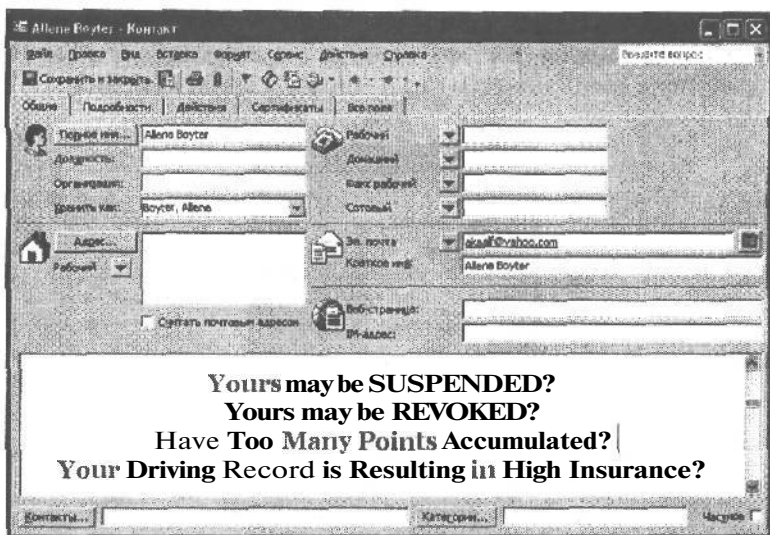 Allene Boyter - Контакт
Файл Правка Вид Вставка Формат Сервис Действия Справка Введите вопрос
Сохранить и закрыть
Общие Подробности Действия Сертификаты Все поля
Полное имя... Allene Boyter Рабочий
Должность: Домашний
Организация: Факс рабочий
Хранить как: Boyter, Allene Сотовый
Адрес... Эл. почта
Рабочий Краткое имя Allene Boyter
Считать почтовым адресом Веб-страница:
IM-адрес:
Yours may be SUSPENDED?
Yours may be REVOKED?
Have Too Many Points Accumulated?
Your Driving Record is Resulting in High Insurance?
Контакты... Категории... Частное